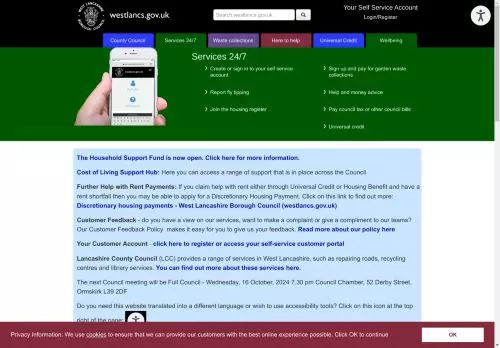 westlancs.gov.uk
Search westlancs.gov.uk
Your Self Service Account
Login/Register
County Council
Services 24/7
Waste collections
Here to help
Universal Credit
Wellbeing
Services 24/7
Create or sign in to your self service account
Report fly tipping
Join the housing register
Sign up and pay for garden waste collections
Help and money advice
Pay council tax or other council bills
Universal credit
The Household Support Fund is now open. Click here for more information.
Cost of Living Support Hub: Here you can access a range of support that is in place across the Council
Further Help with Rent Payments: If you claim help with rent either through Universal Credit or Housing Benefit and have a
rent shortfall then you may be able to apply for a Discretionary Housing Payment. Click on this link to find out more:
Discretionary housing payments - West Lancashire Borough Council (westlancs.gov.uk)
Customer Feedback - do you have a view on our services, want to make a complaint or give a compliment to our teams?
Our Customer Feedback Policy makes it easy for you to give us your feedback. Read more about our policy here
Your Customer Account - click here to register or access your self-service customer portal
Lancashire County Council (LCC) provides a range of services in West Lancashire, such as repairing roads, recycling
centres and library services. You can find out more about these services here.
The next Council meeting will be Full Council - Wednesday, 16 October, 2024 7.30 pm Council Chamber, 52 Derby Street,
Ormskirk L39 2DF
Do you need this website translated into a different language or wish to use accessibility tools? Click on this icon at the top
right of the page:
Privacy Information: We use cookies to ensure that we can provide our customers with the best online experience possible. Click OK to continue
OK